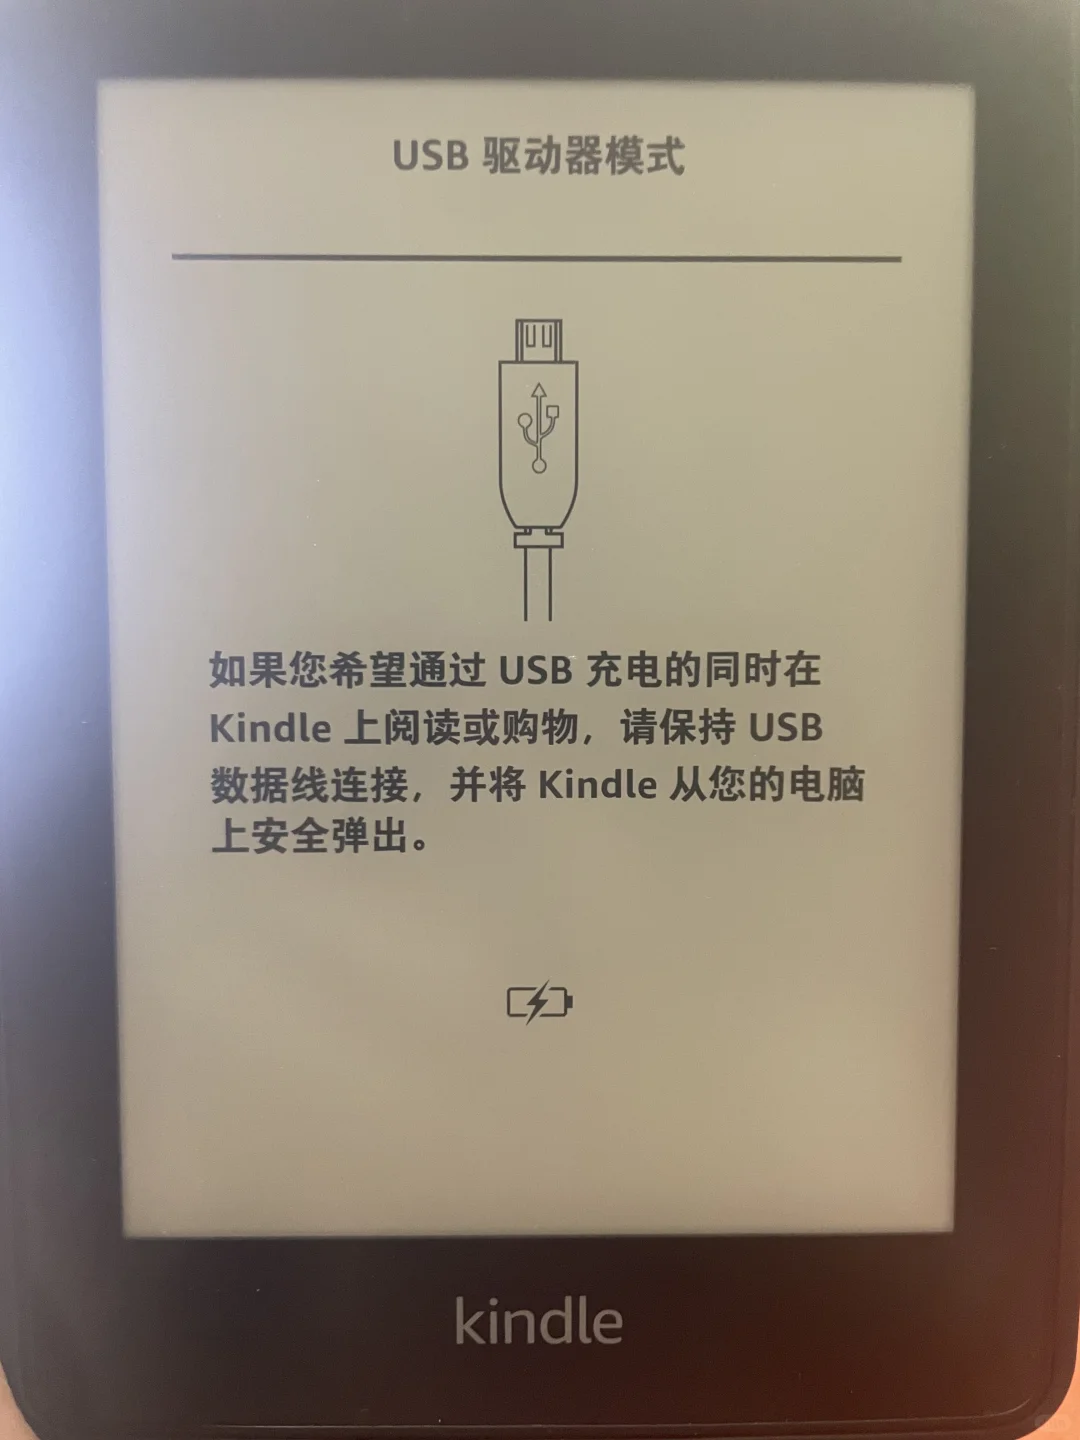 USB 驱动器模式
如果您希望通过 USB 充电的同时在
Kindle 上阅读或购物，请保持 USB
数据线连接，并将 Kindle 从您的电脑
上安全弹出。
kindle